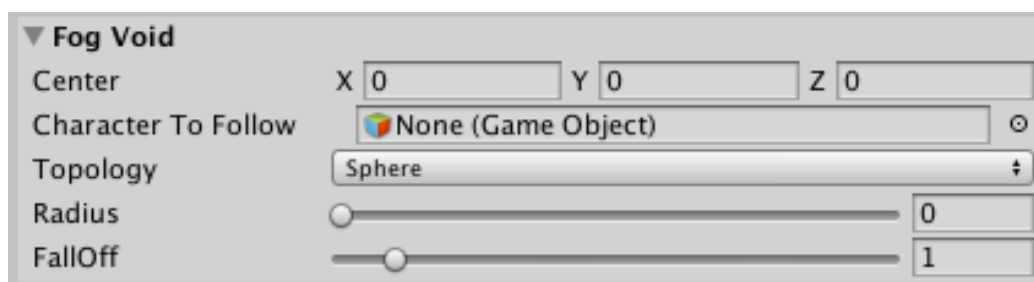 Fog Void
Center X 0 Y 0 Z 0
Character To Follow None (Game Object)
Topology Sphere
Radius 0
FallOff 1